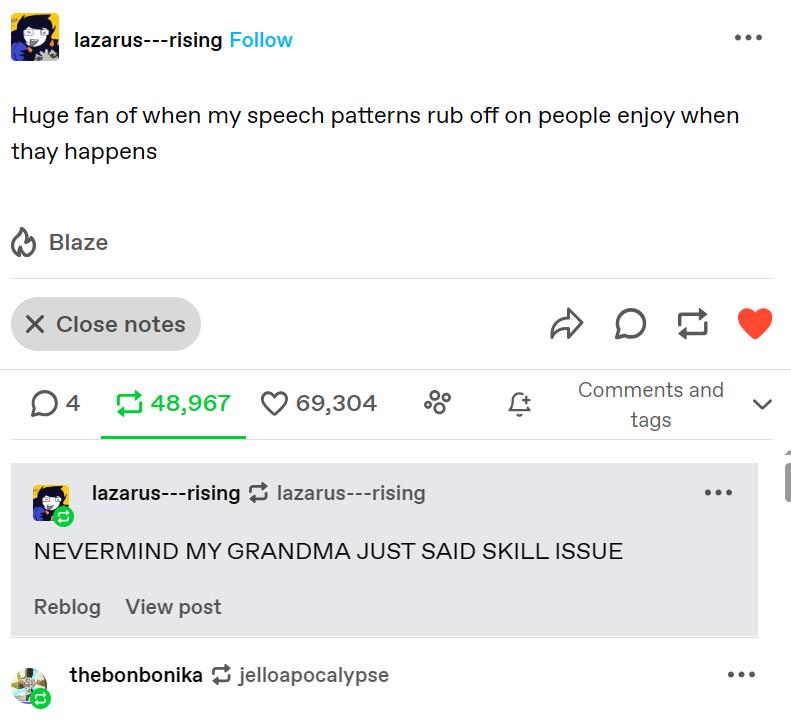 lazarus---rising Follow
Huge fan of when my speech patterns rub off on people enjoy when
thay happens
Blaze
Close notes
4 48,967 69,304 Comments and
tags
lazarus---rising lazarus---rising
NEVERMIND MY GRANDMA JUST SAID SKILL ISSUE
Reblog View post
thebonbonika jelloapocalypse